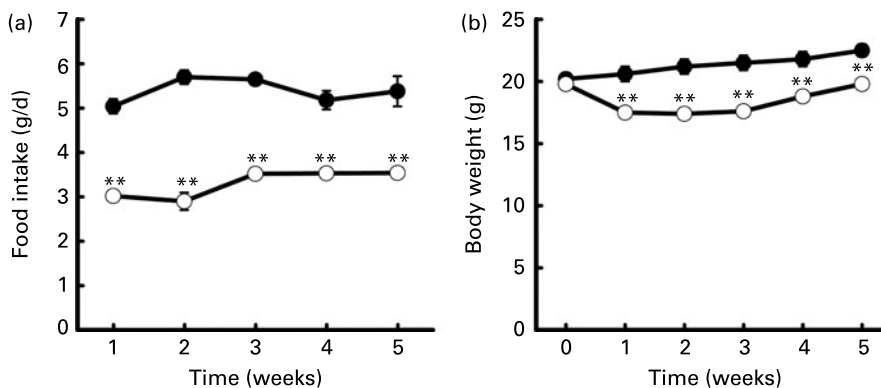 (a)
Food intake (g/d)
7
6
5
4
3
2
1
0
** ** ** ** **
1 2 3 4 5
Time (weeks)
(b)
Body weight (g)
25
20
15
10
5
0
** ** ** ** **
0 1 2 3 4 5
Time (weeks)